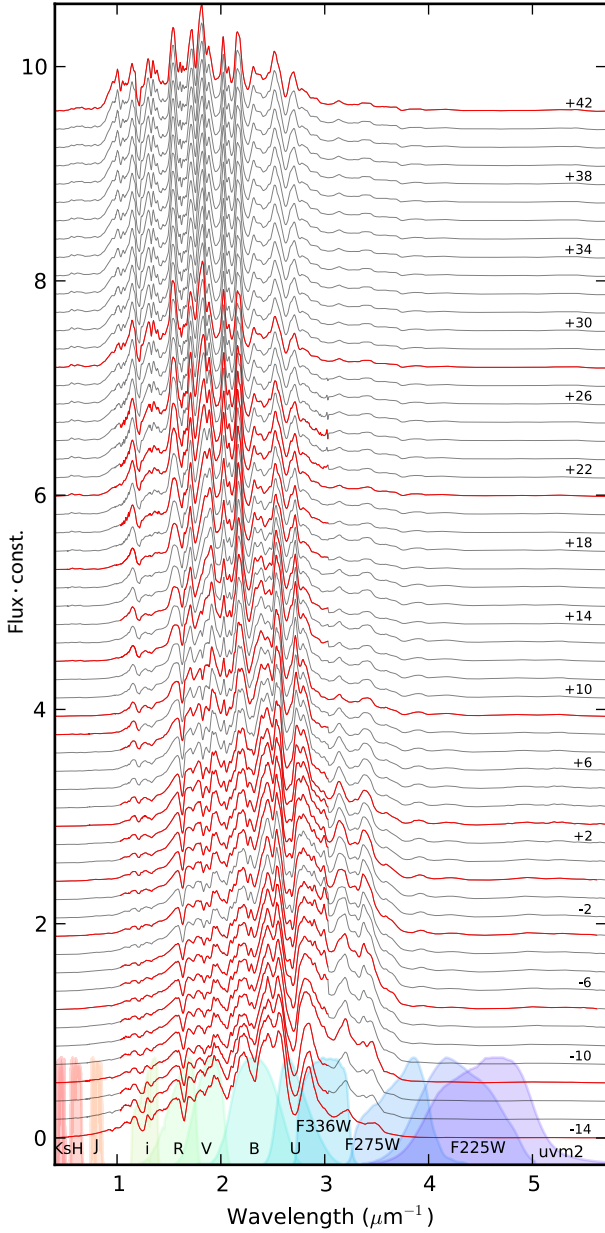 10
+42
+38
+34
8
+30
+26
+22
6
+18
+14
+10
4
+6
+2
2
-2
-6
-10
0
-14
Flux · const.
F336W
F275W
F225W
uvm2
Ks
H
J
i
R
V
B
U
1
2
3
4
5
Wavelength (μm⁻¹)